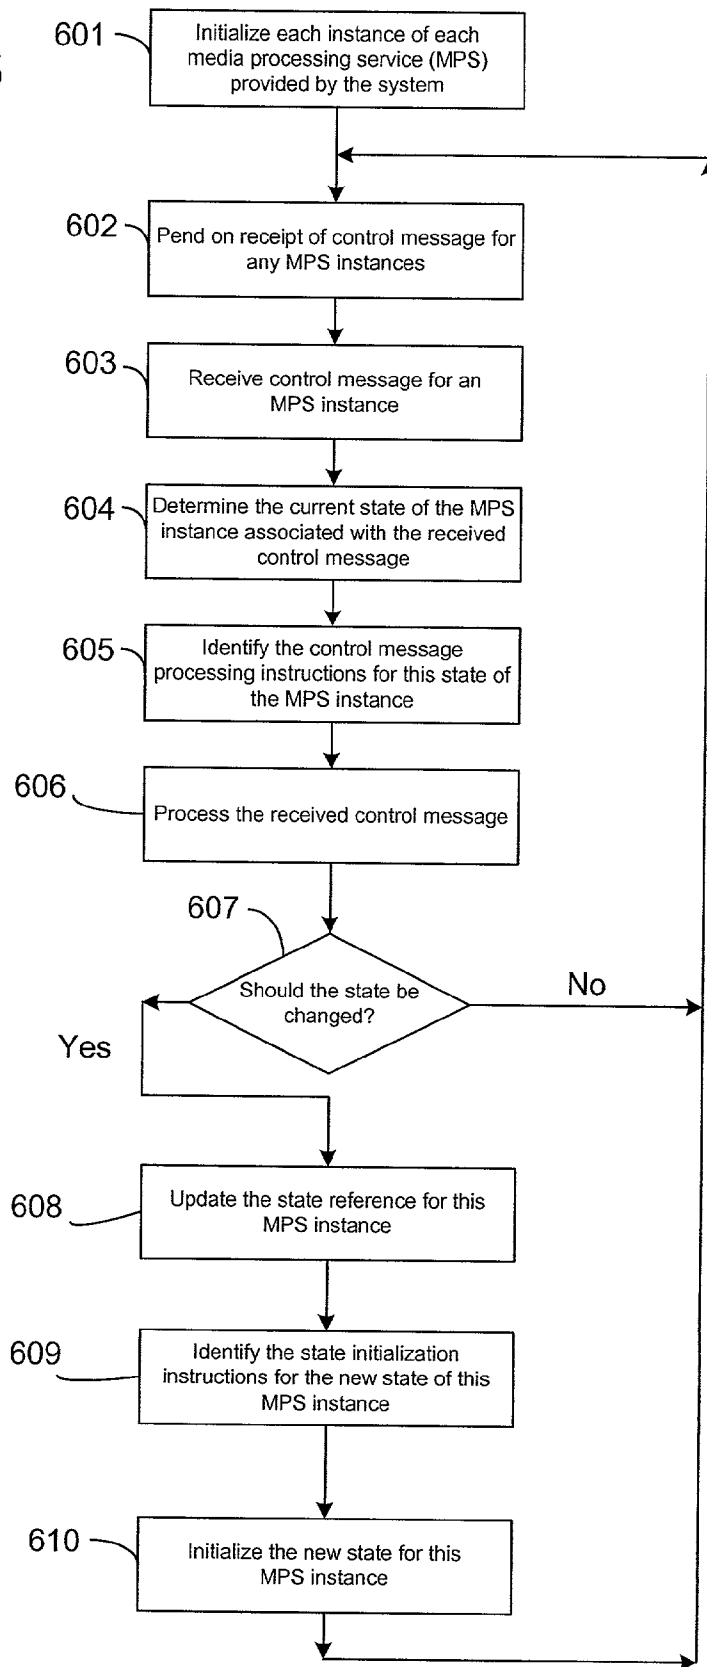 601
Initialize each instance of each
media processing service (MPS)
provided by the system
602
Pend on receipt of control message for
any MPS instances
603
Receive control message for an
MPS instance
604
Determine the current state of the MPS
instance associated with the received
control message
605
Identify the control message
processing instructions for this state of
the MPS instance
606
Process the received control message
607
Should the state be
changed?
No
Yes
608
Update the state reference for this
MPS instance
609
Identify the state initialization
instructions for the new state of this
MPS instance
610
Initialize the new state for this
MPS instance